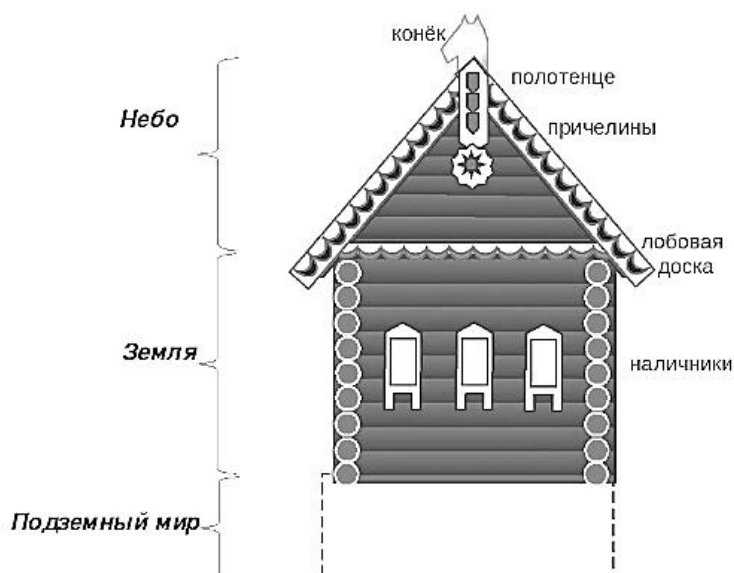 конёк
полотенце
Небо
причелины
лобовая
доска
Земля
наличники
Подземный мир